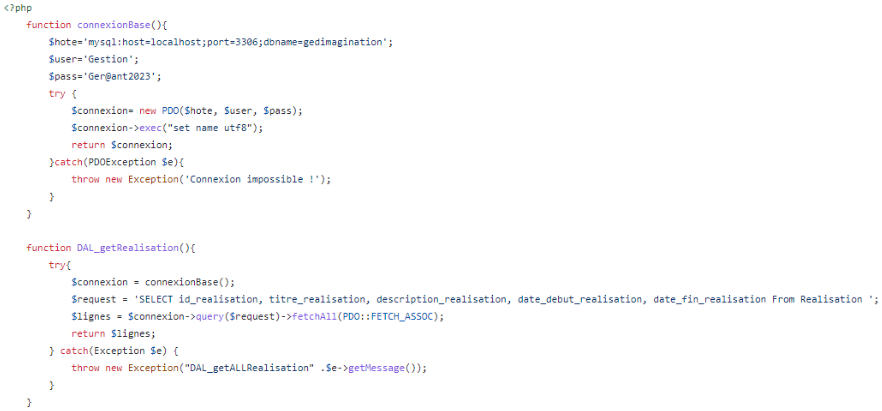 <?php
function connexionBase(){
$hote='mysql:host=localhost;port=3306;dbname=gedimagination';
$user='Gestion';
$pass='Ger@ant2023';
try {
$connexion= new PDO($hote, $user, $pass);
$connexion->exec("set name utf8");
return $connexion;
}catch(PDOException $e){
throw new Exception('Connexion impossible !');
}
}
function DAL_getRealisation(){
try{
$connexion = connexionBase();
$request = 'SELECT id_realisation, titre_realisation, description_realisation, date_debut_realisation, date_fin_realisation From Realisation ';
$lignes = $connexion->query($request)->fetchAll(PDO::FETCH_ASSOC);
return $lignes;
} catch(Exception $e) {
throw new Exception("DAL_getALLRealisation" .$e->getMessage());
}
}